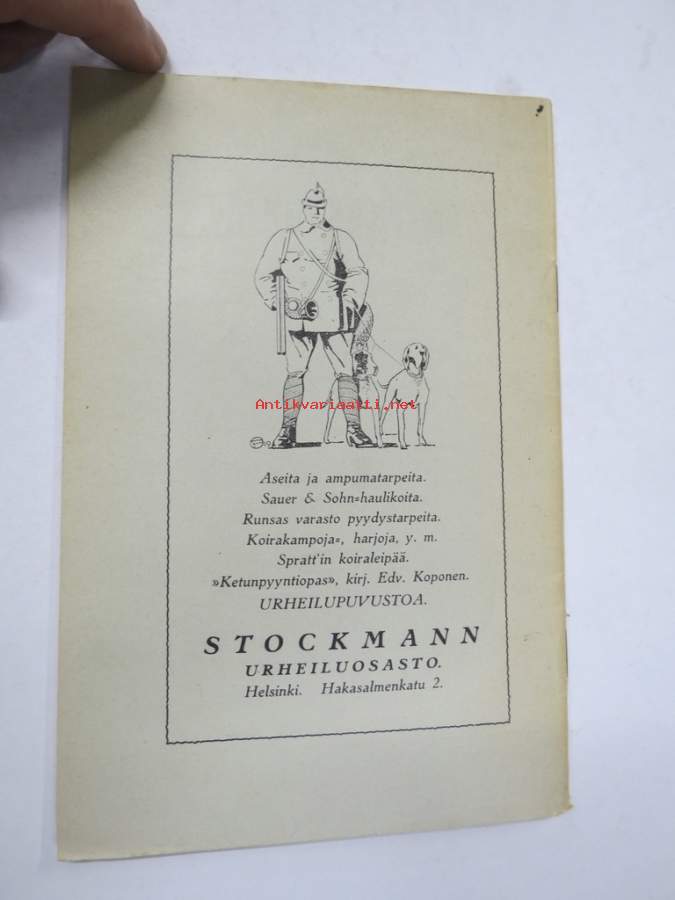 Antikvariaatti.net
Aseita ja ampumatarpeita.
Sauer & Sohn=haulikoita.
Runsas varasto pyydystarpeita.
Koirakampoja=, harjoja, y. m.
Spratt'in koiraleipää.
»Ketunpyyntiopas», kirj. Edv. Koponen.
URHEILUPUVUSTOA.
STOCKMANN
URHEILUOSASTO.
Helsinki. Hakasalmenkatu 2.